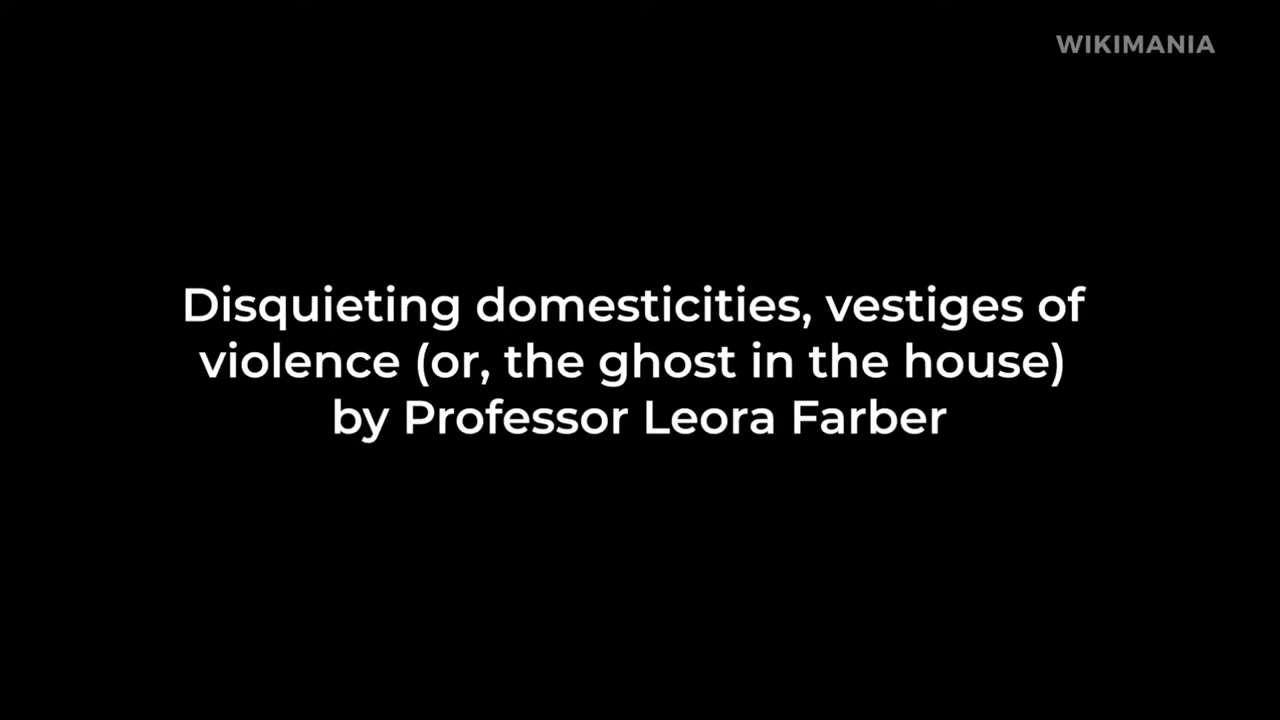 WIKIMANIA
Disquieting domesticities, vestiges of
violence (or, the ghost in the house)
by Professor Leora Farber